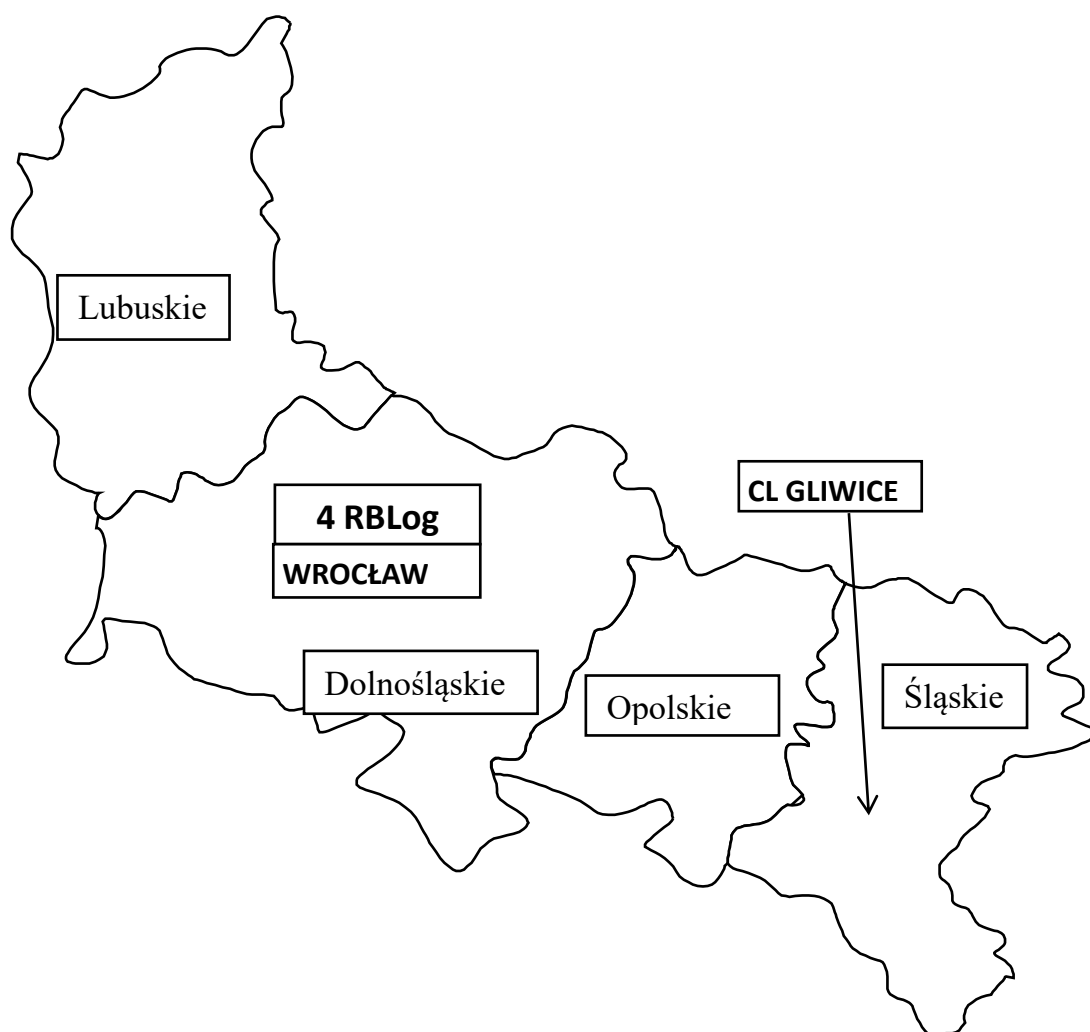 Lubuskie
CL GLIWICE
4 RBLog
WROCŁAW
Dolnośląskie
Opolskie
Śląskie